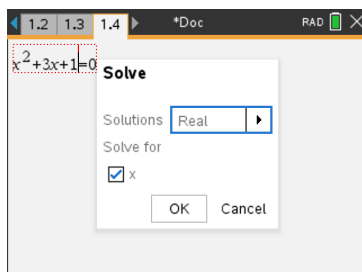 1.2 1.3 1.4 *Doc RAD
x²+3x+1=0
Solve
Solutions Real
Solve for
x
OK Cancel